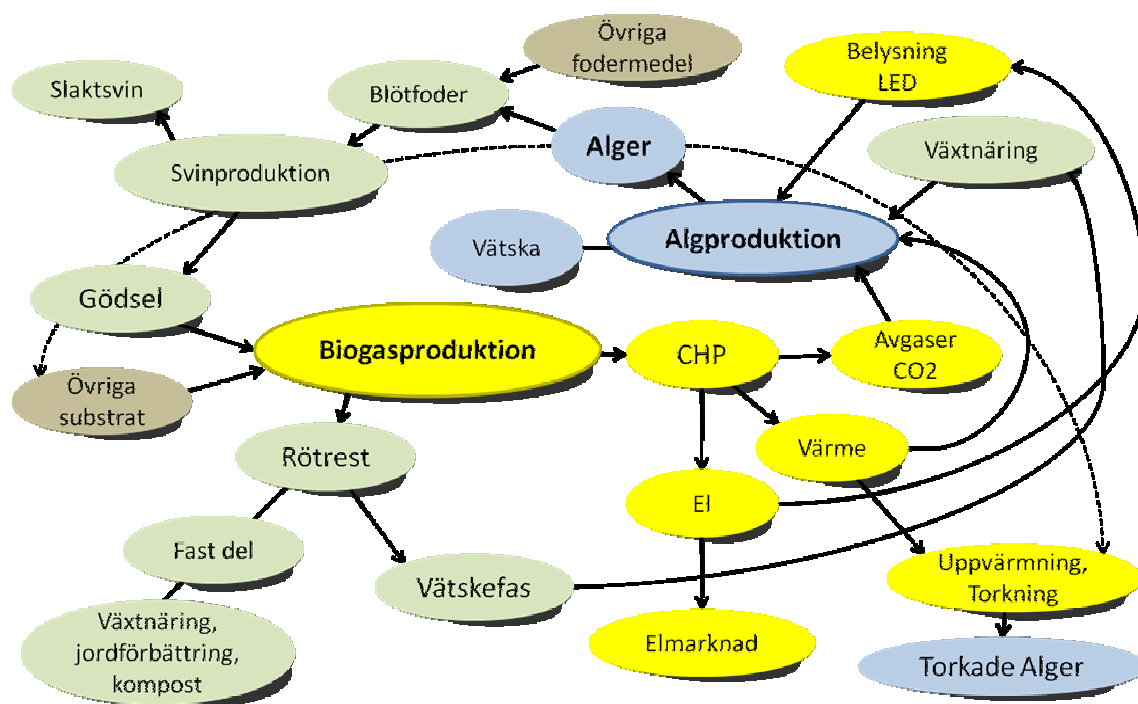 Övriga
fodermedel
Belysning
LED
Slaktsvin
Blötfoder
Alger
Växtnäring
Svinproduktion
Algproduktion
Vätska
Gödsel
Biogasproduktion
CHP
Avgaser
CO2
Övriga
substrat
Rötrest
Värme
El
Fast del
Vätskefas
Uppvärmning,
Torkning
Växtnäring,
jordförbättring,
kompost
Elmarknad
Torkade Alger